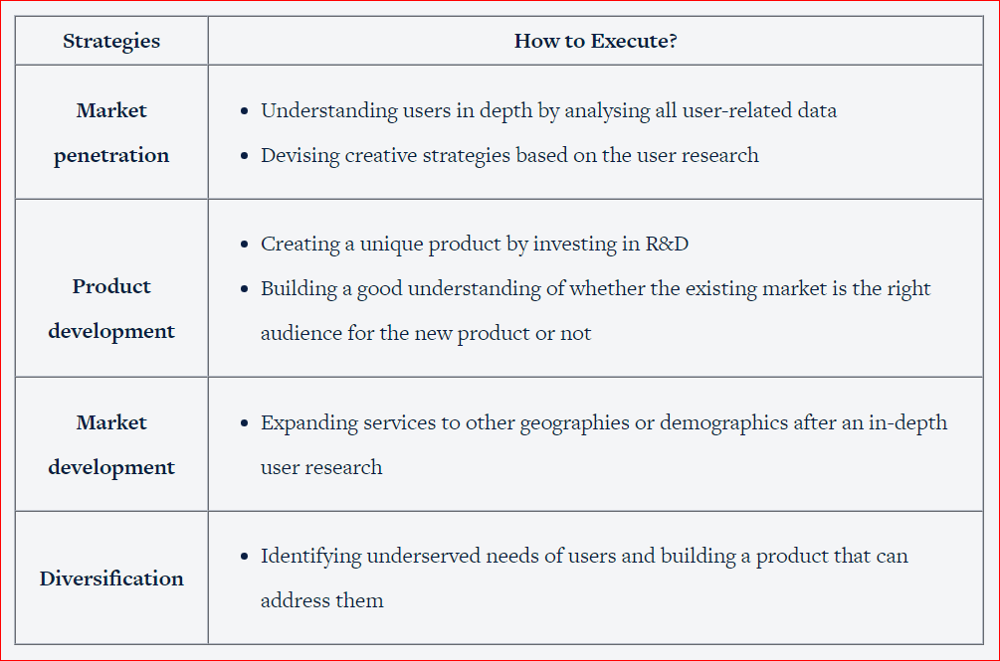 Strategies
How to Execute?
Market
penetration
• Understanding users in depth by analysing all user-related data
• Devising creative strategies based on the user research
Product
development
• Creating a unique product by investing in R&D
• Building a good understanding of whether the existing market is the right
audience for the new product or not
Market
development
• Expanding services to other geographies or demographics after an in-depth
user research
Diversification
• Identifying underserved needs of users and building a product that can
address them